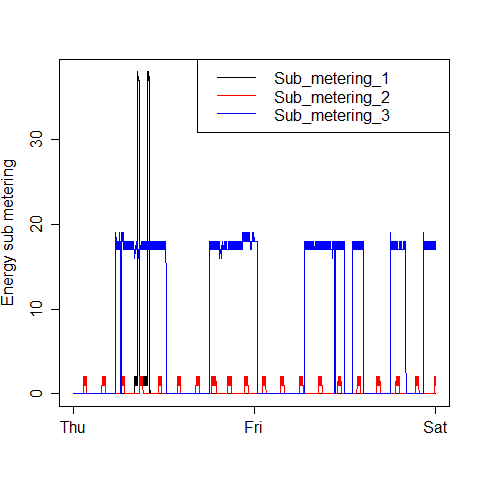 Sub_metering_1
Sub_metering_2
Sub_metering_3
Energy sub metering
30
20
10
0
Thu Fri Sat